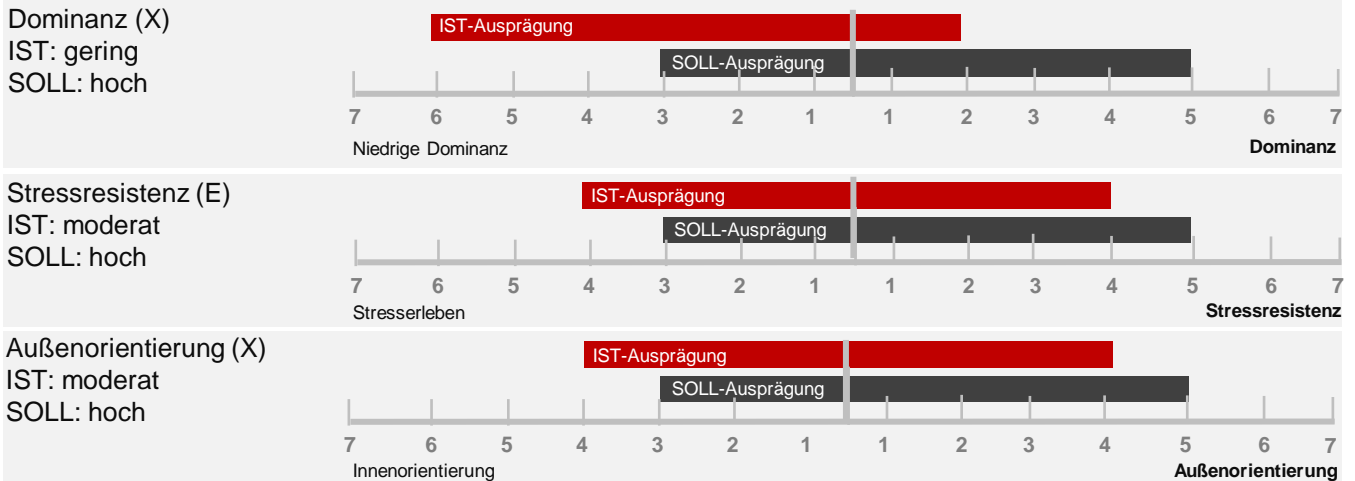 Dominanz (X)
IST: gering
SOLL: hoch
IST-Ausprägung
SOLL-Ausprägung
7 6 5 4 3 2 1 1 2 3 4 5 6 7
Niedrige Dominanz Dominanz
Stressresistenz (E)
IST: moderat
SOLL: hoch
IST-Ausprägung
SOLL-Ausprägung
7 6 5 4 3 2 1 1 2 3 4 5 6 7
Stresserleben Stressresistenz
Außenorientierung (X)
IST: moderat
SOLL: hoch
IST-Ausprägung
SOLL-Ausprägung
7 6 5 4 3 2 1 1 2 3 4 5 6 7
Innenorientierung Außenorientierung